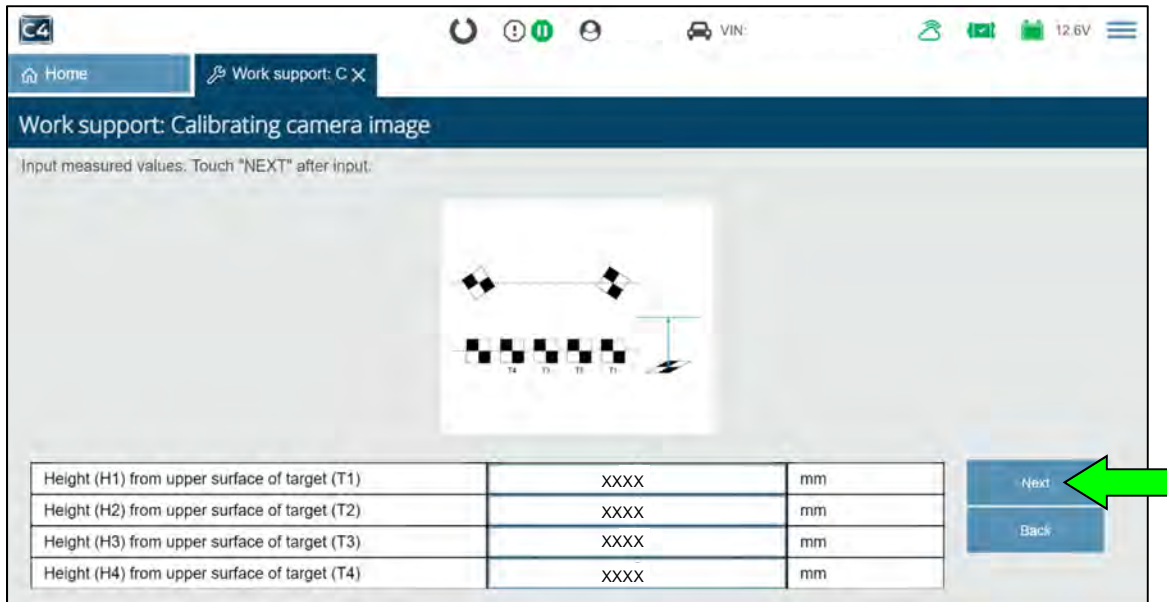 C4
VIN:
12.6V
Home
Work support: C X
Work support: Calibrating camera image
Input measured values. Touch "NEXT" after input.
T4
Height (H1) from upper surface of target (T1) XXXX mm
Height (H2) from upper surface of target (T2) XXXX mm
Height (H3) from upper surface of target (T3) XXXX mm
Height (H4) from upper surface of target (T4) XXXX mm
Next
Back